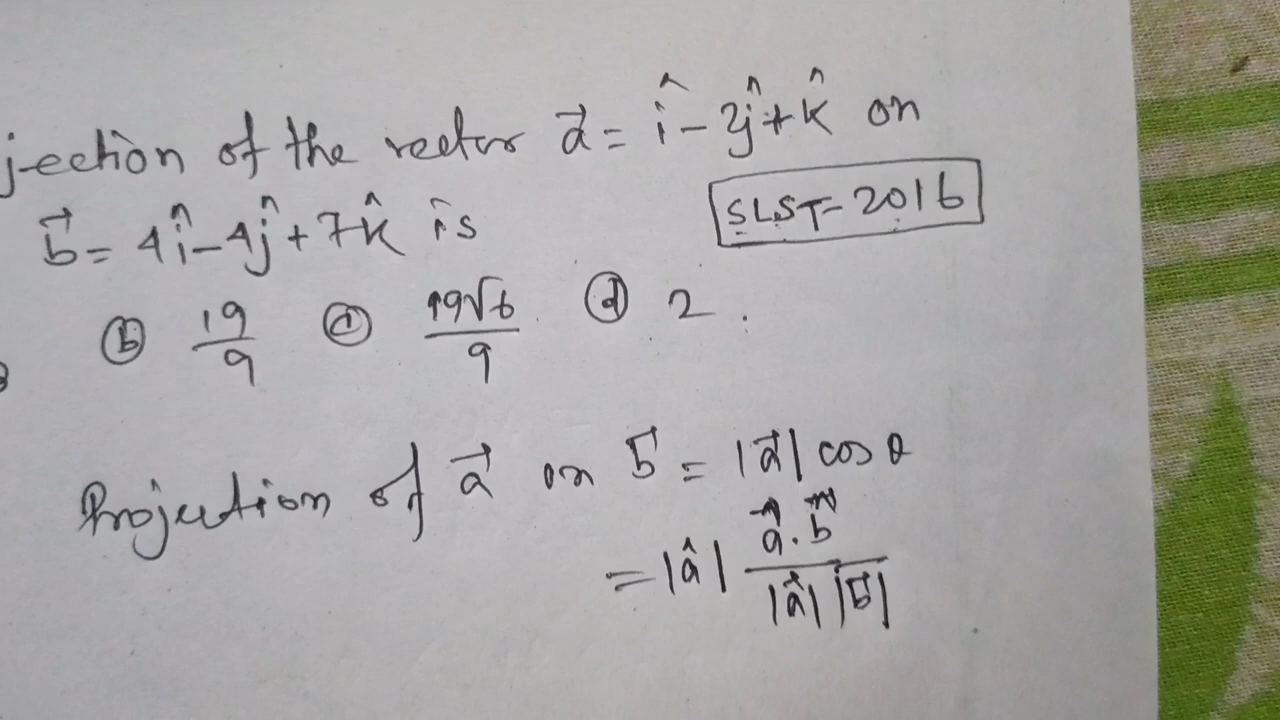 jection of the vector a⃗ = î - 2ĵ + k̂ on
b⃗ = 4î - 4ĵ + 7k̂ is
SLST = 2016
ⓑ 19/9 ⓒ 19√6/9 ⓓ 2.
Projection of a⃗ on b⃗ = |a⃗| cos θ
= |â| a⃗.b⃗ / |a⃗| |b⃗|